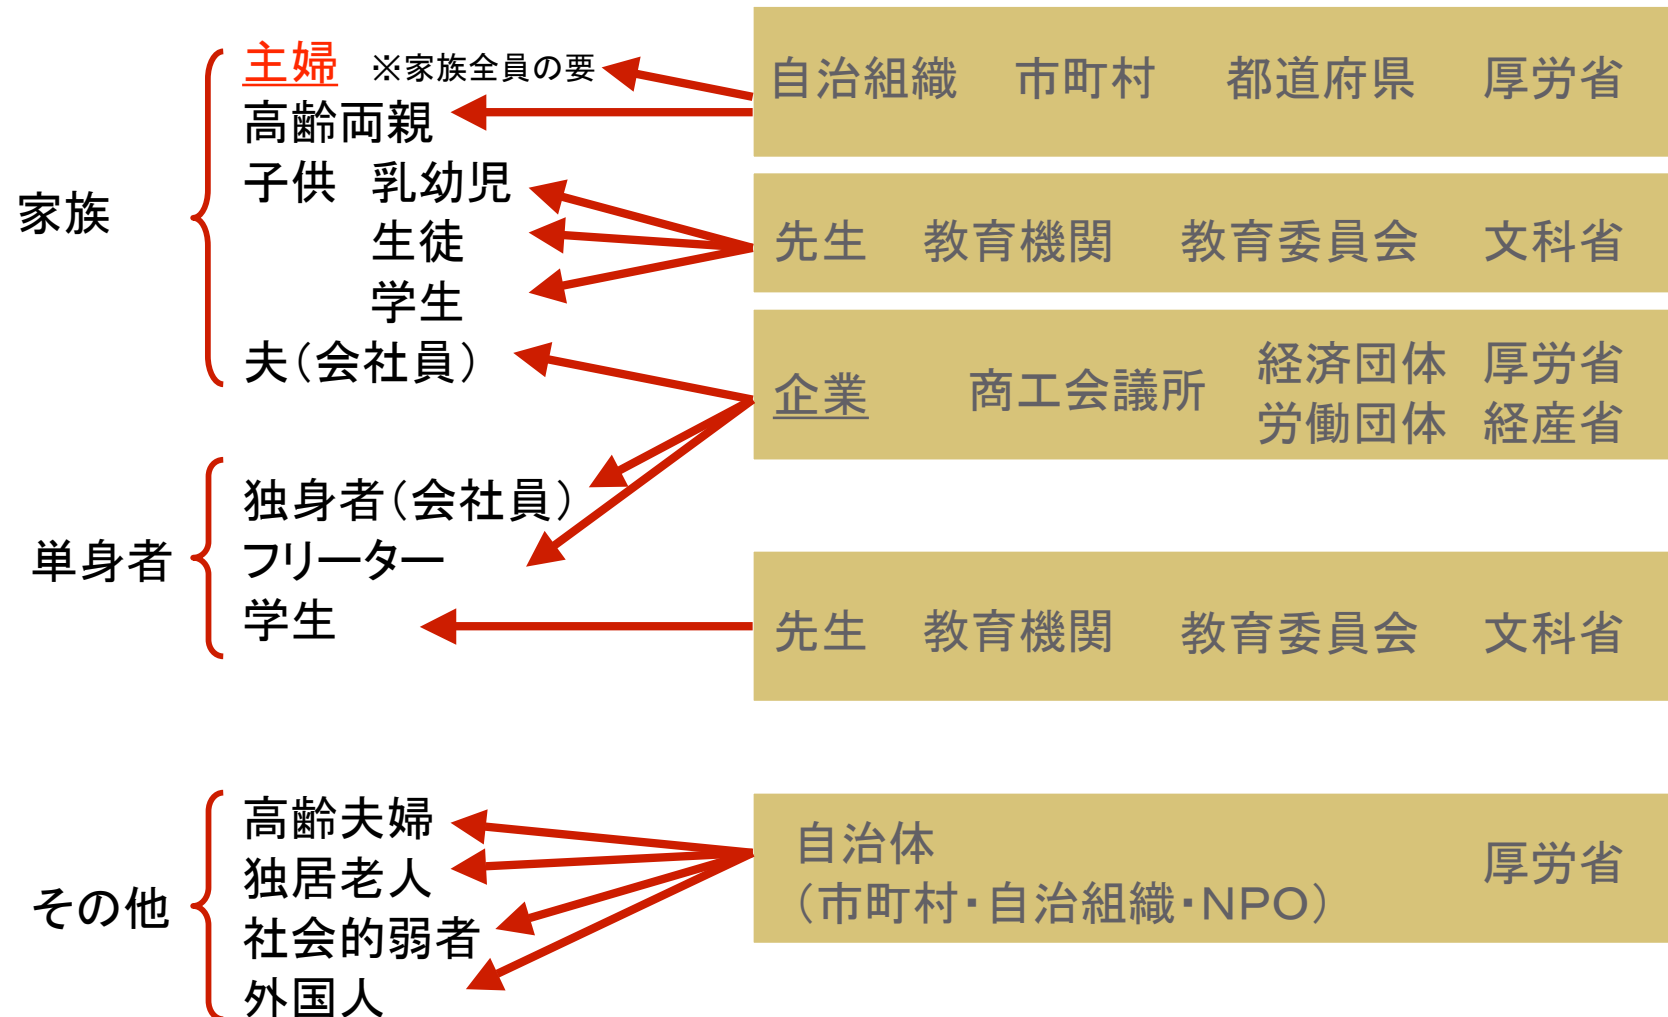 家族
主婦 ※家族全員の要
高齢両親
子供 乳幼児
生徒
学生
夫(会社員)
単身者
独身者(会社員)
フリーター
学生
その他
高齢夫婦
独居老人
社会的弱者
外国人
自治組織 市町村 都道府県 厚労省
先生 教育機関 教育委員会 文科省
企業 商工会議所 経済団体 厚労省
労働団体 経産省
先生 教育機関 教育委員会 文科省
自治体 厚労省
(市町村・自治組織・NPO)